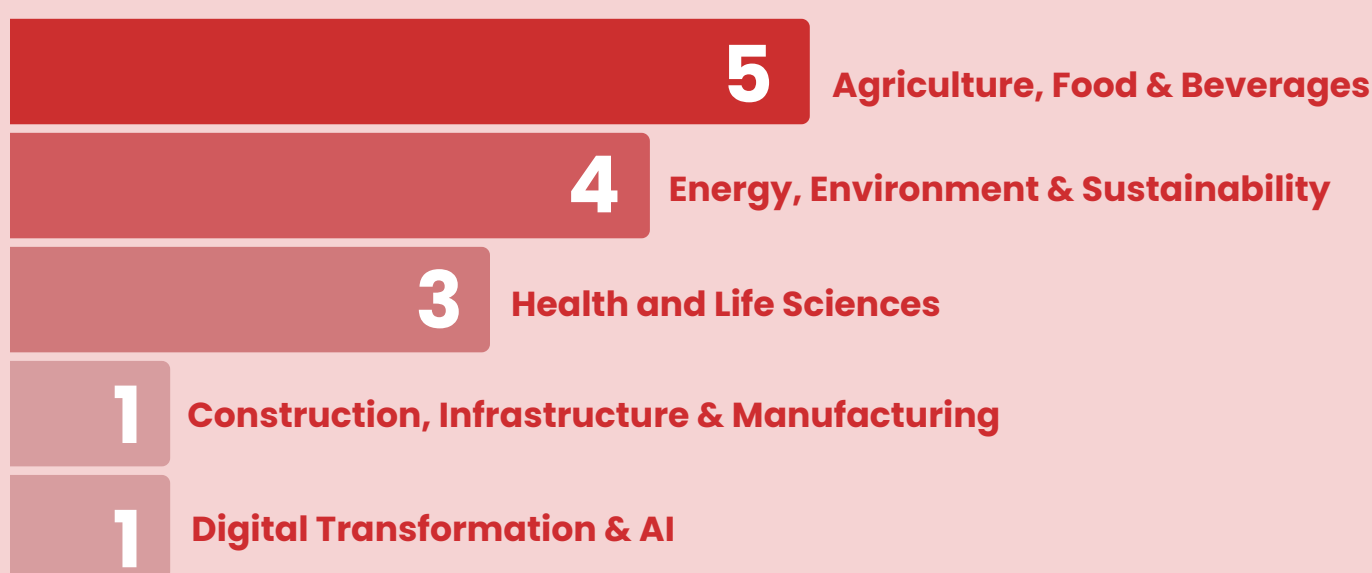 5 Agriculture, Food & Beverages
4 Energy, Environment & Sustainability
3 Health and Life Sciences
1 Construction, Infrastructure & Manufacturing
1 Digital Transformation & AI